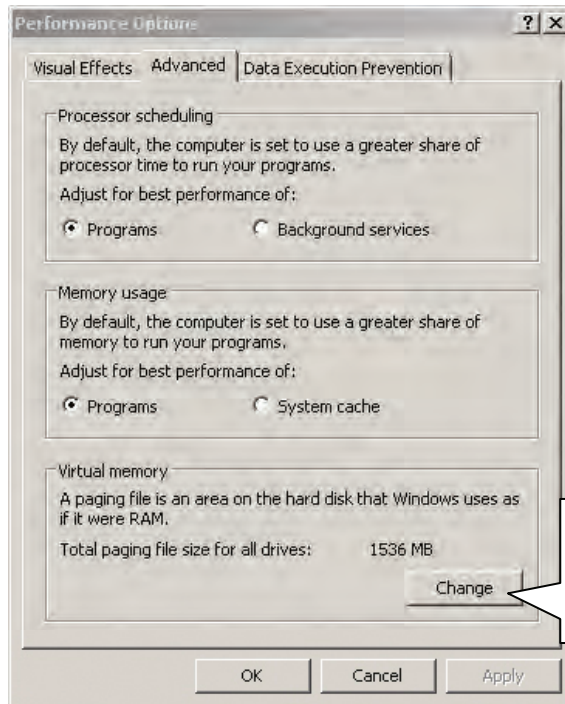 Performance Options
Visual Effects
Advanced
Data Execution Prevention
Processor scheduling
By default, the computer is set to use a greater share of
processor time to run your programs.
Adjust for best performance of:
Programs
Background services
Memory usage
By default, the computer is set to use a greater share of
memory to run your programs.
Adjust for best performance of:
Programs
System cache
Virtual memory
A paging file is an area on the hard disk that Windows uses as
if it were RAM.
Total paging file size for all drives:
1536 MB
Change
OK
Cancel
Apply